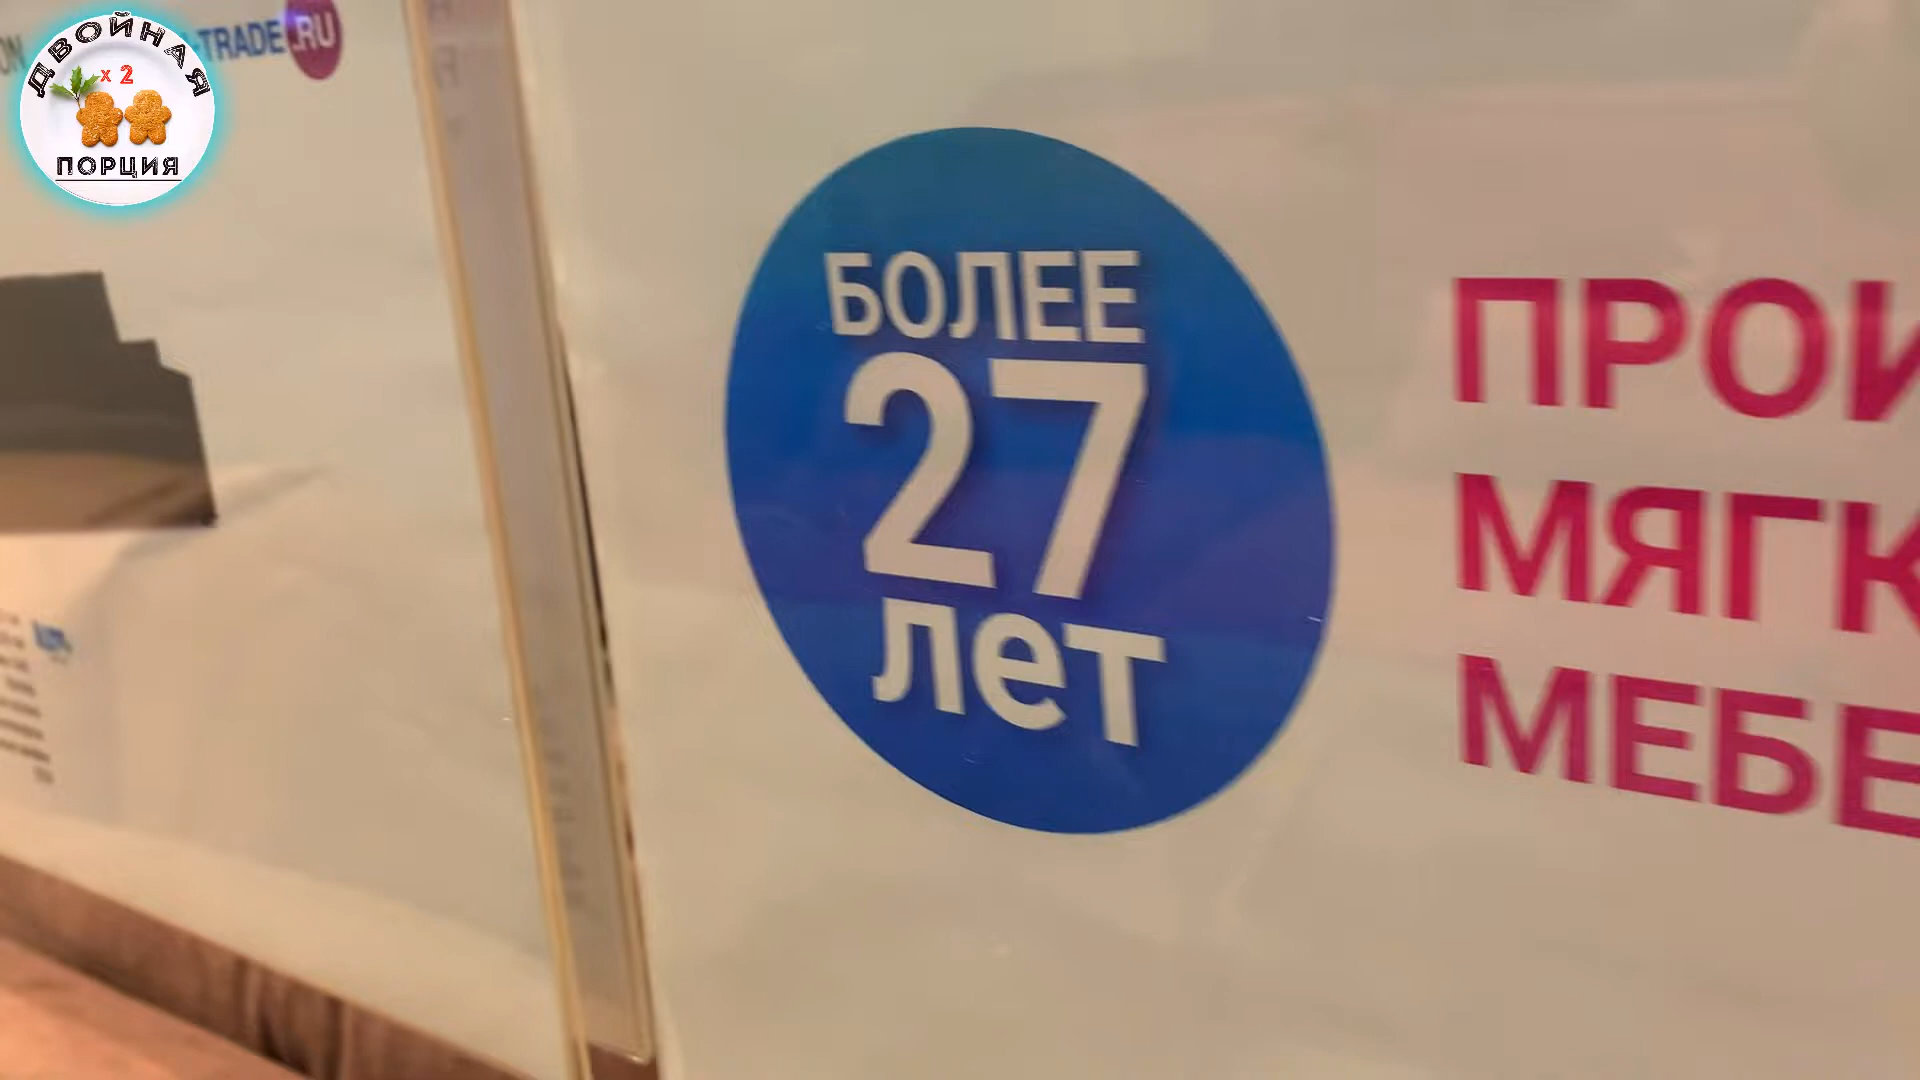 ДВОЙНАЯ
x 2
ПОРЦИЯ
-TRADE.RU
БОЛЕЕ
27
лет
ПРОИ
МЯГК
МЕБЕ